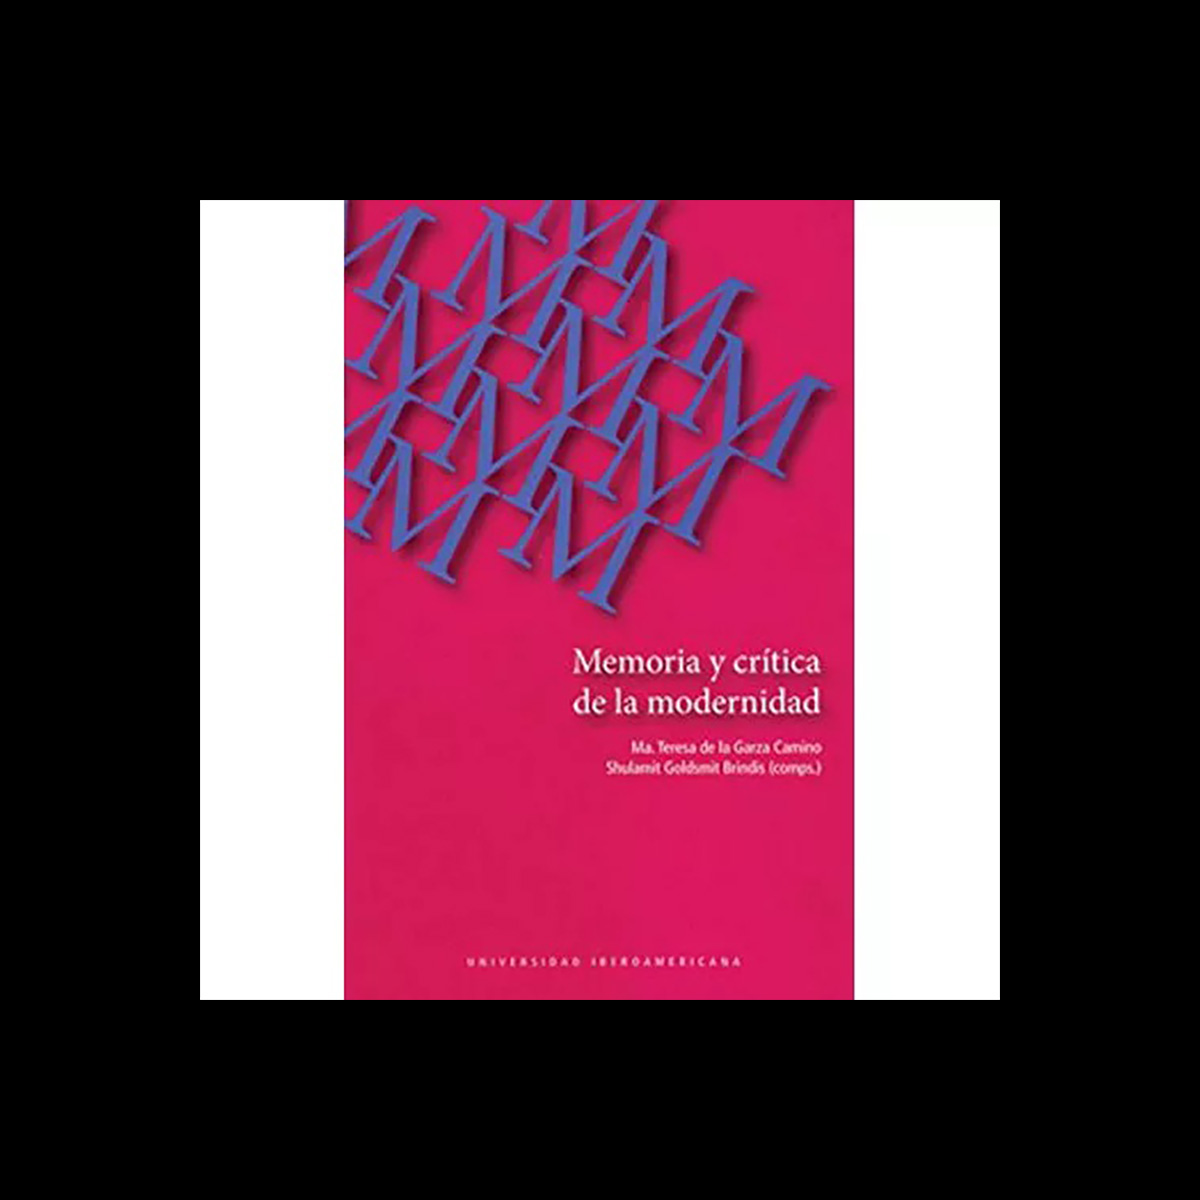 Memoria y crítica
de la modernidad
Ma. Teresa de la Garza Camino
Shulamit Goldsmit Brindis (comps.)
UNIVERSIDAD IBEROAMERICANA